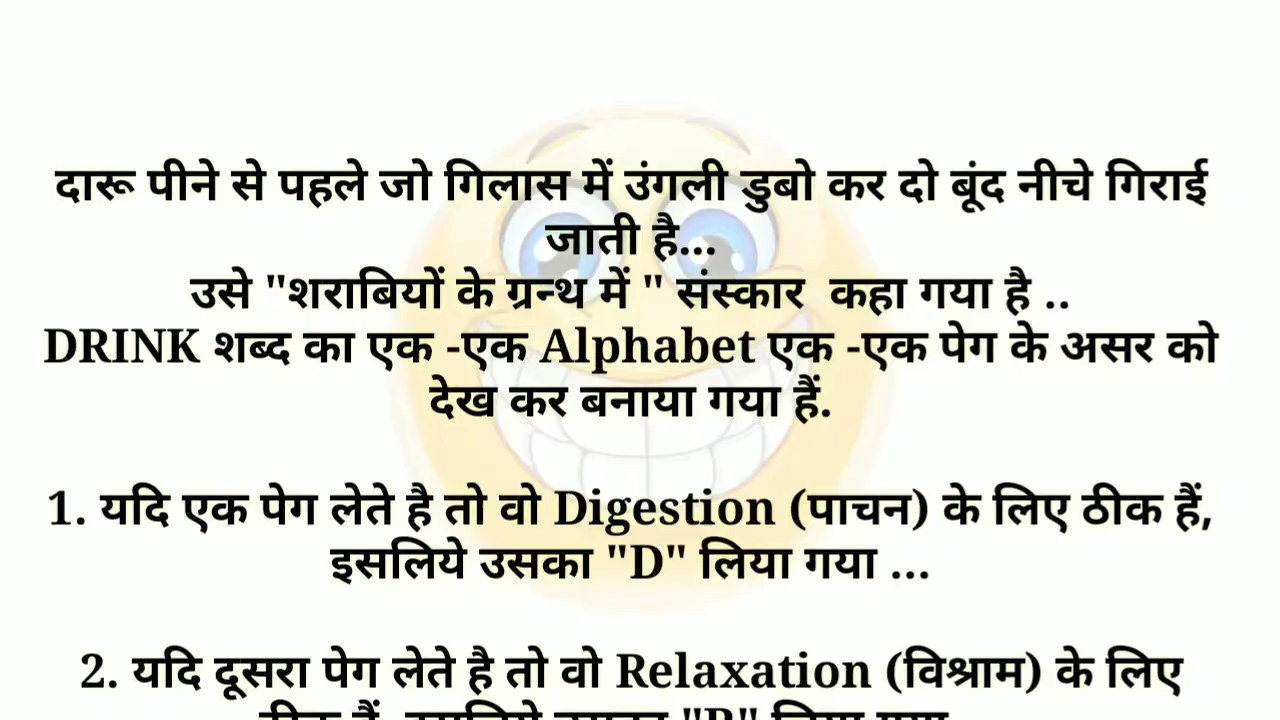 दारू पीने से पहले जो गिलास में उंगली डुबो कर दो बूंद नीचे गिराई
जाती है...
उसे "शराबियों के ग्रन्थ में " संस्कार कहा गया है ..
DRINK शब्द का एक -एक Alphabet एक -एक पेग के असर को
देख कर बनाया गया हैं.
1. यदि एक पेग लेते है तो वो Digestion (पाचन) के लिए ठीक हैं,
इसलिये उसका "D" लिया गया ...
2. यदि दूसरा पेग लेते है तो वो Relaxation (विश्राम) के लिए